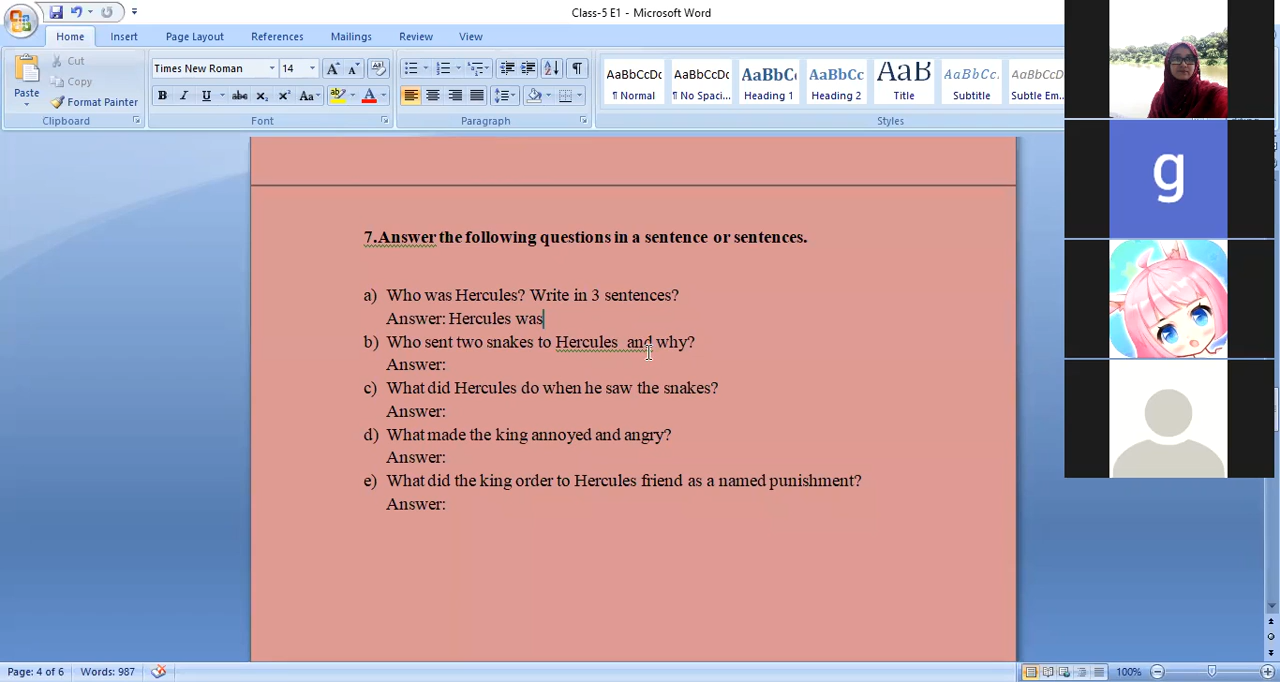 Class-5 E1 - Microsoft Word
Home Insert Page Layout References Mailings Review View
Cut
Copy
Paste
Format Painter
Clipboard
Times New Roman 14
Font
Paragraph
AaBbCcDc AaBbCcDc AaBbCc AaBbCc AaB AaBbCc. AaBbCcDc
¶ Normal ¶ No Spaci... Heading 1 Heading 2 Title Subtitle Subtle Em...
Styles
7.Answer the following questions in a sentence or sentences.
a) Who was Hercules? Write in 3 sentences?
Answer: Hercules was
b) Who sent two snakes to Hercules and why?
Answer:
c) What did Hercules do when he saw the snakes?
Answer:
d) What made the king annoyed and angry?
Answer:
e) What did the king order to Hercules friend as a named punishment?
Answer:
g
Page: 4 of 6 Words: 987
100%